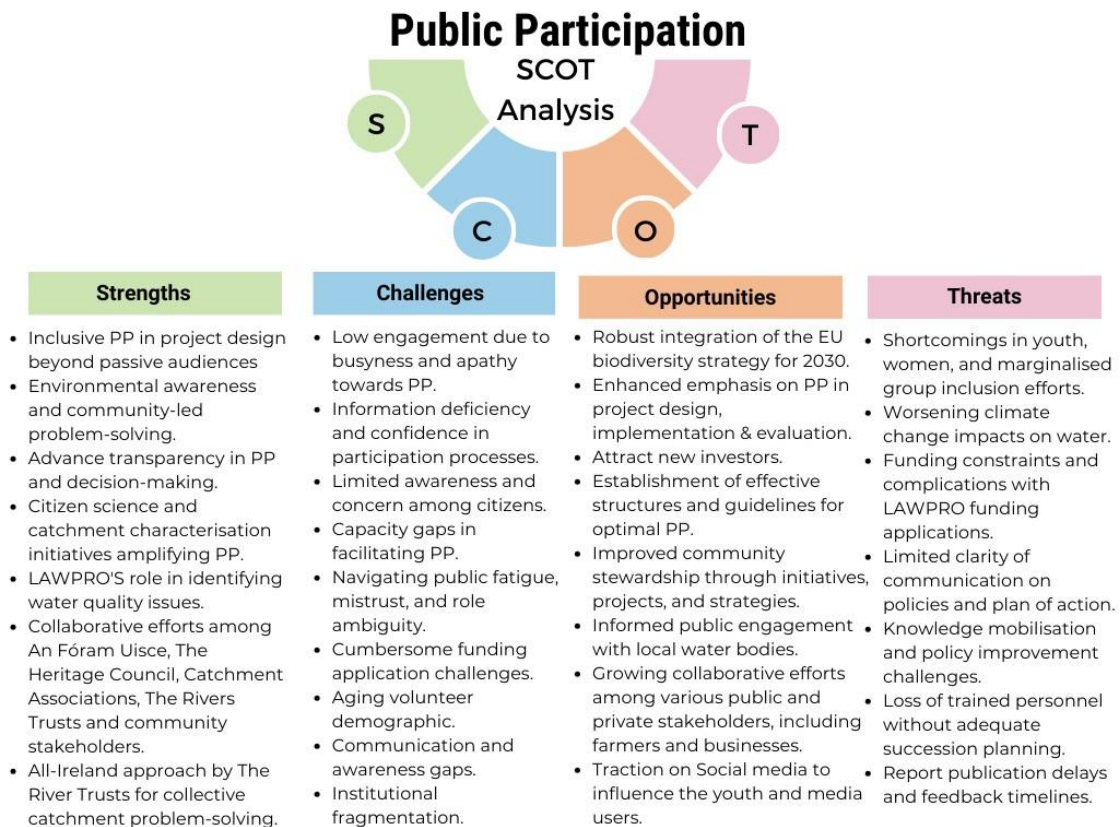 Public Participation
SCOT
Analysis
S
C
O
T
Strengths
• Inclusive PP in project design
beyond passive audiences
• Environmental awareness
and community-led
problem-solving.
• Advance transparency in PP
and decision-making.
• Citizen science and
catchment characterisation
initiatives amplifying PP.
• LAWPRO'S role in identifying
water quality issues.
• Collaborative efforts among
An Fóram Uisce, The
Heritage Council, Catchment
Associations, The Rivers
Trusts and community
stakeholders.
• All-Ireland approach by The
River Trusts for collective
catchment problem-solving.
Challenges
• Low engagement due to
busyness and apathy
towards PP.
• Information deficiency
and confidence in
participation processes.
• Limited awareness and
concern among citizens.
• Capacity gaps in
facilitating PP.
• Navigating public fatigue,
mistrust, and role
ambiguity.
• Cumbersome funding
application challenges.
• Aging volunteer
demographic.
• Communication and
awareness gaps.
• Institutional
fragmentation.
Opportunities
• Robust integration of the EU
biodiversity strategy for 2030.
• Enhanced emphasis on PP in
project design,
implementation & evaluation.
• Attract new investors.
• Establishment of effective
structures and guidelines for
optimal PP.
• Improved community
stewardship through initiatives,
projects, and strategies.
• Informed public engagement
with local water bodies.
• Growing collaborative efforts
among various public and
private stakeholders, including
farmers and businesses.
• Traction on Social media to
influence the youth and media
users.
Threats
• Shortcomings in youth,
women, and marginalised
group inclusion efforts.
• Worsening climate
change impacts on water.
• Funding constraints and
complications with
LAWPRO funding
applications.
• Limited clarity of
communication on
policies and plan of action.
• Knowledge mobilisation
and policy improvement
challenges.
• Loss of trained personnel
without adequate
succession planning.
• Report publication delays
and feedback timelines.